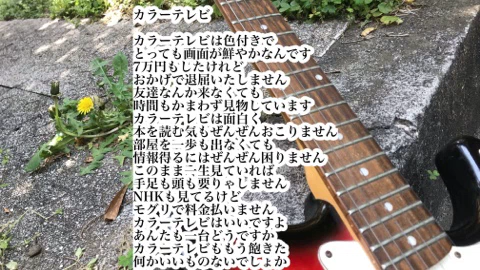 カラーテレビ
カラーテレビは色付きで
とっても画面が鮮やかなんです
7万円もしたけれど
おかげで退屈いたしません
友達なんか来なくても
時間もかまわず見物しています
カラーテレビは面白く
本を読む気もぜんぜんおこりません
部屋を一歩も出なくても
情報得るにはぜんぜん困りません
このまま一生見ていれば
手足も頭も要りゃしません
NHKも見てるけど
モグリで料金払いません
カラーテレビはいいですよ
あんたも一台どうですか
カラーテレビももう飽きた
何かいいものないでしょか